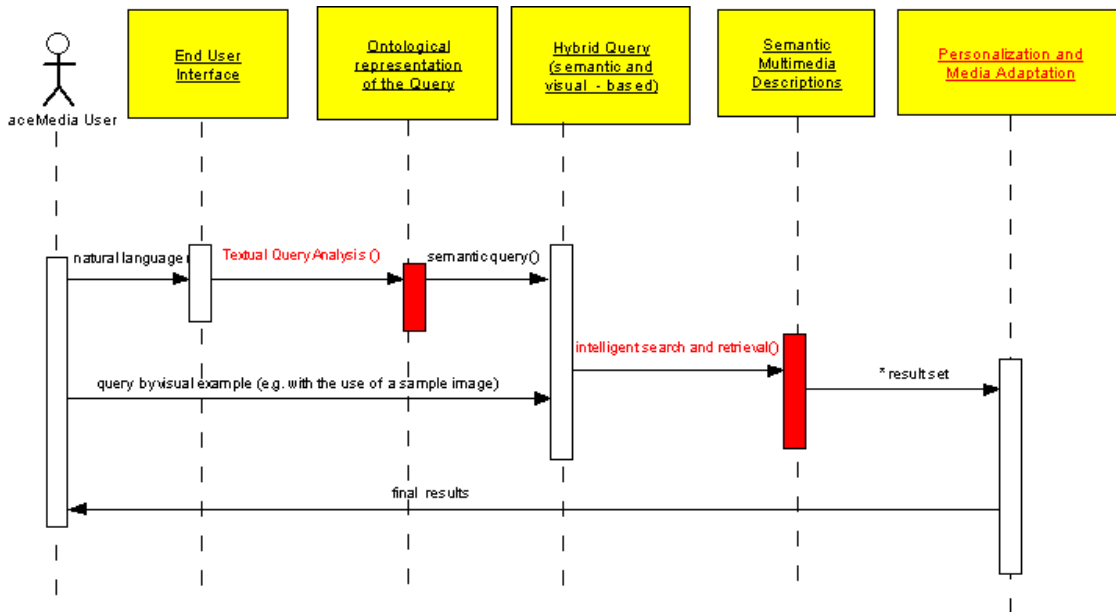 End User
Interface
Ontological
representation
of the Query
Hybrid Query
(semantic and
visual - based)
Semantic
Multimedia
Descriptions
Personalization and
Media Adaptation
aceMedia User
natural language
Textual Query Analysis ()
semantic query()
intelligent search and retrieval()
query by visual example (e.g. with the use of a sample image)
* result set
final results